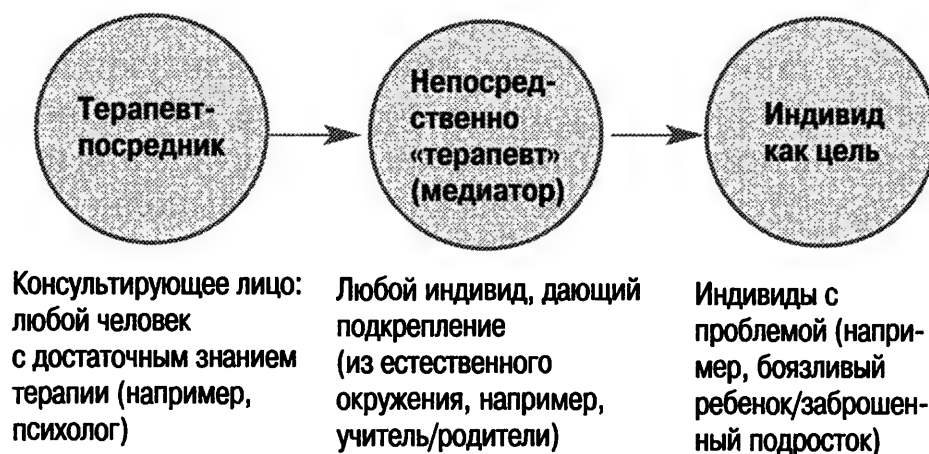 Терапевт-
посредник
Непосред-
ственно
«терапевт»
(медиатор)
Индивид
как цель
Консультирующее лицо:
любой человек
с достаточным знанием
терапии (например,
психолог)
Любой индивид, дающий
подкрепление
(из естественного
окружения, например,
учитель/родители)
Индивиды с
проблемой (напри-
мер, боязливый
ребенок/заброшен-
ный подросток)